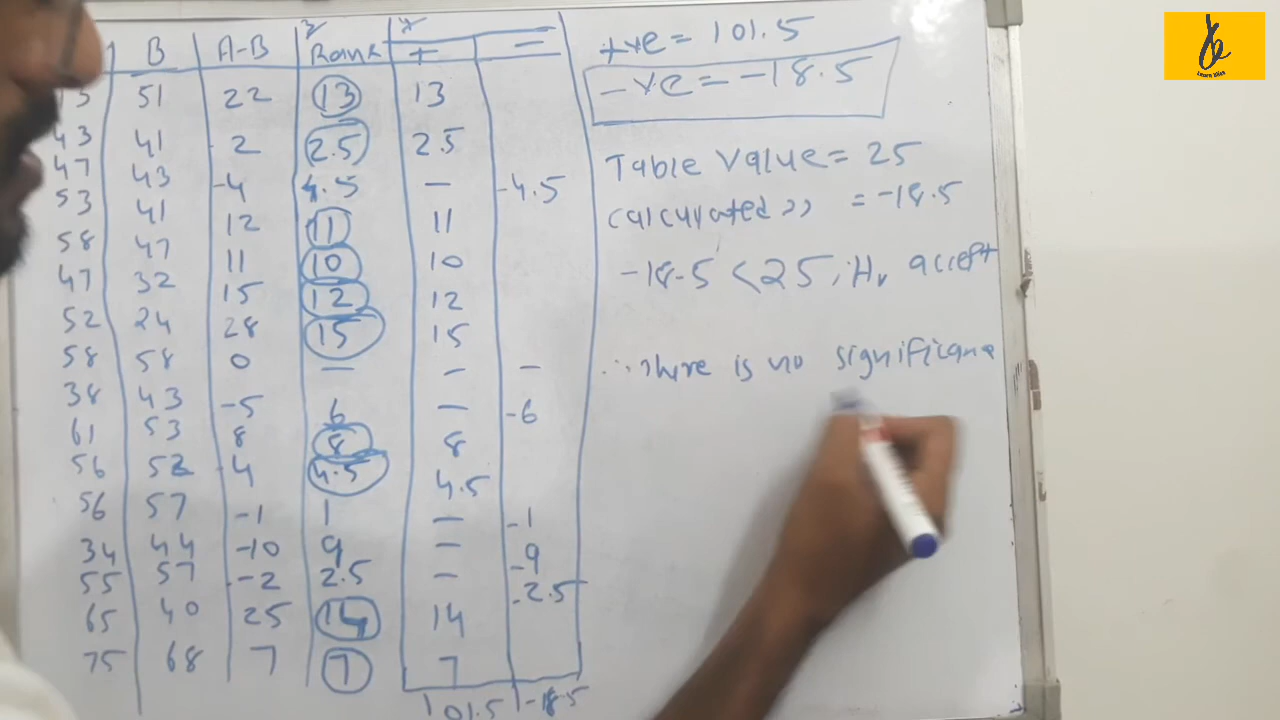 B A-B Rank + -
51 22 13 13
43 41 2 2.5 2.5
47 43 -4 4.5 - -4.5
53 41 12 11 11
58 47 11 10 10
47 32 15 12 12
52 24 28 15 15
58 58 0 - - -
38 43 -5 6 - -6
61 53 8 8 8
56 52 4 4.5 4.5
56 57 -1 1 - -1
34 44 -10 9 - -9
55 57 -2 2.5 - -2.5
65 40 25 14 14
75 68 7 7 7
101.5 -18.5
+ve = 101.5
-ve = -18.5
Table value = 25
calculated ,, = -18.5
-18.5 < 25, accept
∴ There is no significance
Learn bliss